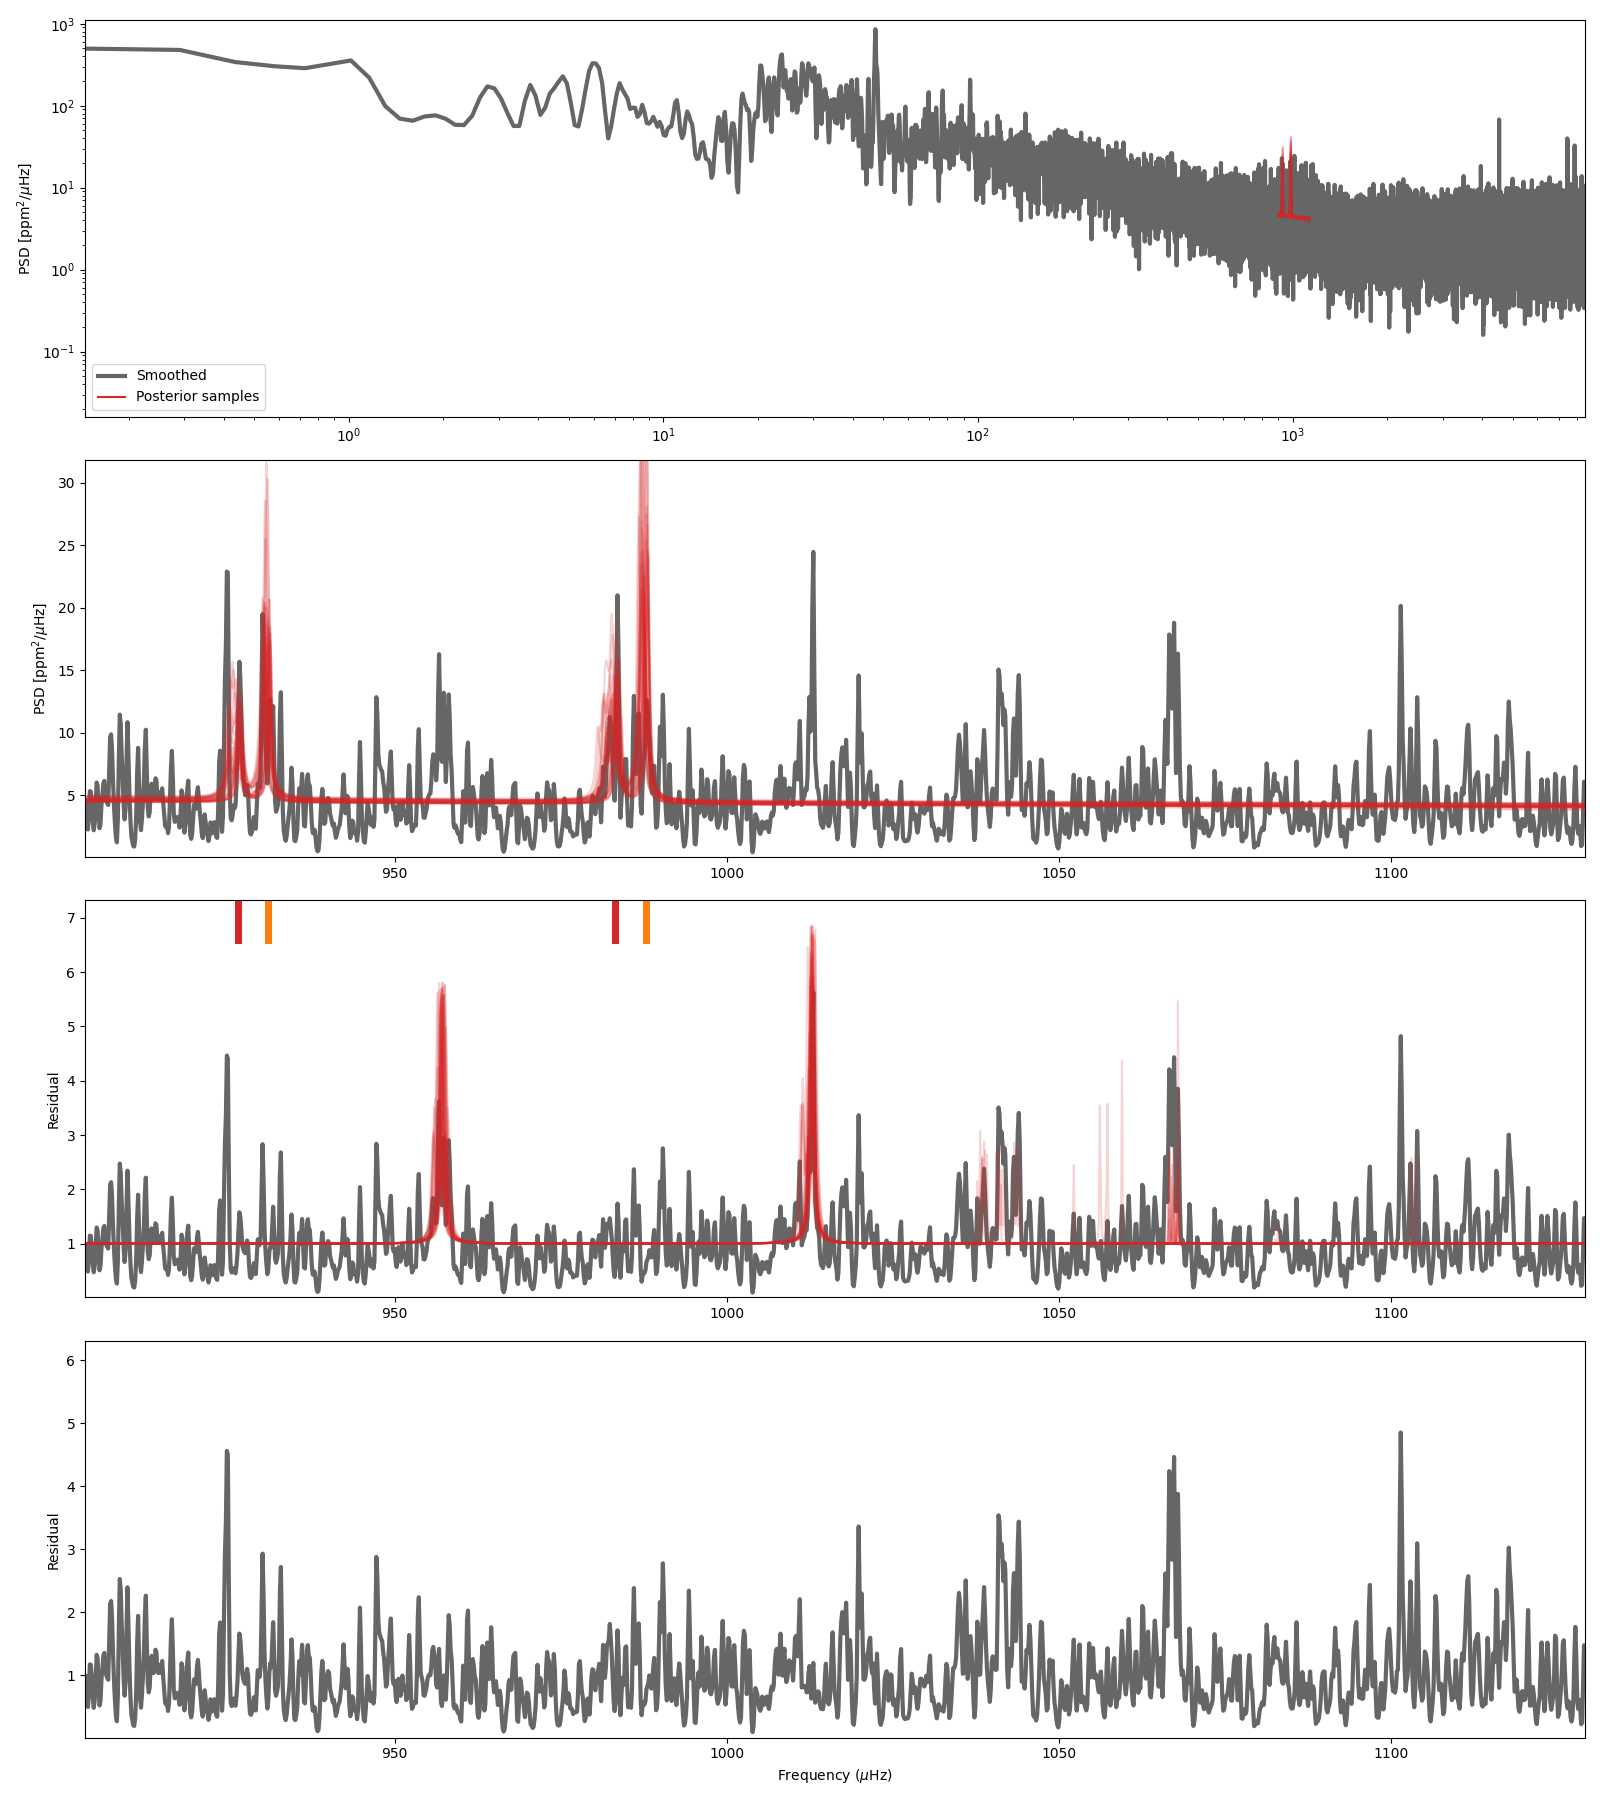 10³
10²
10¹
10⁰
10⁻¹
PSD [ppm²/μHz]
Smoothed
Posterior samples
10⁰ 10¹ 10² 10³
30
25
20
15
10
5
PSD [ppm²/μHz]
950 1000 1050 1100
7
6
5
4
3
2
1
Residual
950 1000 1050 1100
6
5
4
3
2
1
Residual
950 1000 1050 1100
Frequency (μHz)